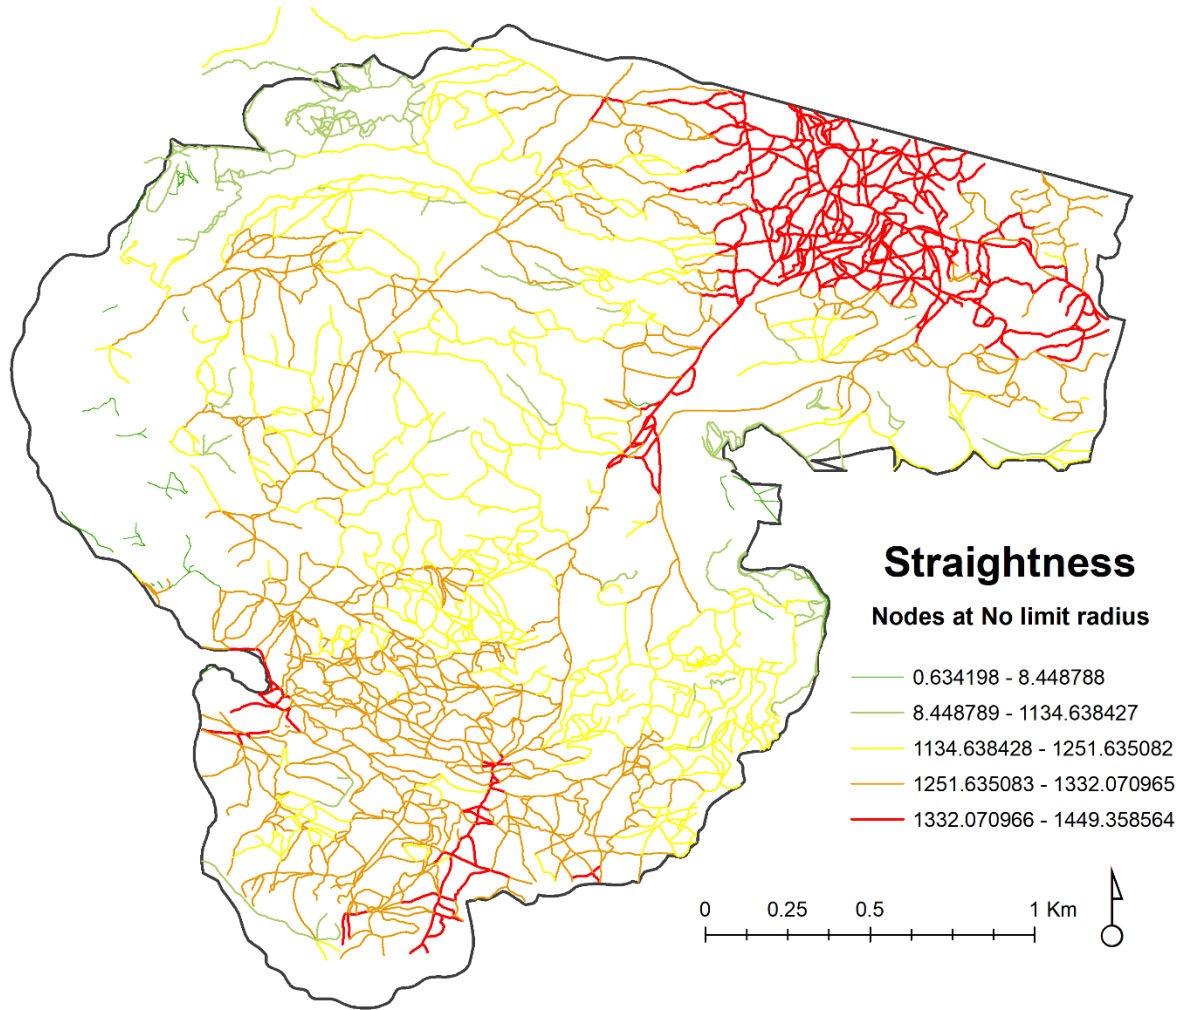 Straightness
Nodes at No limit radius
0.634198 - 8.448788
8.448789 - 1134.638427
1134.638428 - 1251.635082
1251.635083 - 1332.070965
1332.070966 - 1449.358564
0 0.25 0.5 1 Km